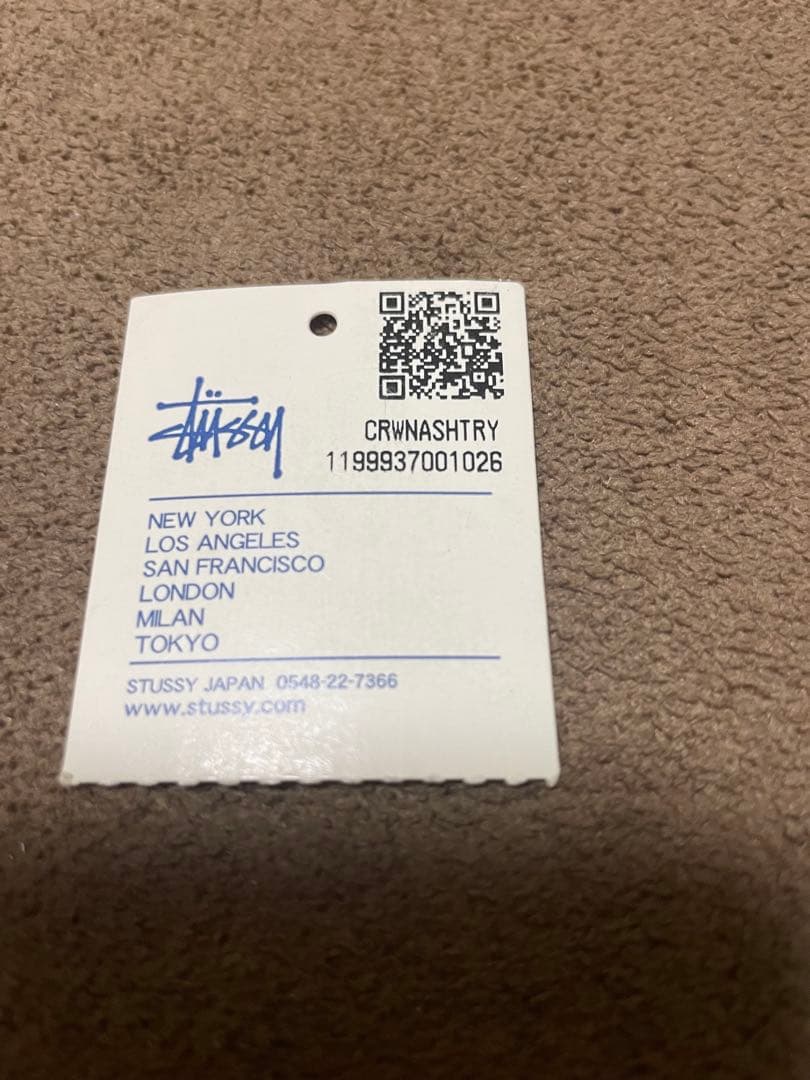 STÜSSY
CRWNASHTRY
1199937001026
NEW YORK
LOS ANGELES
SAN FRANCISCO
LONDON
MILAN
TOKYO
STUSSY JAPAN 0548-22-7366
www.stussy.com